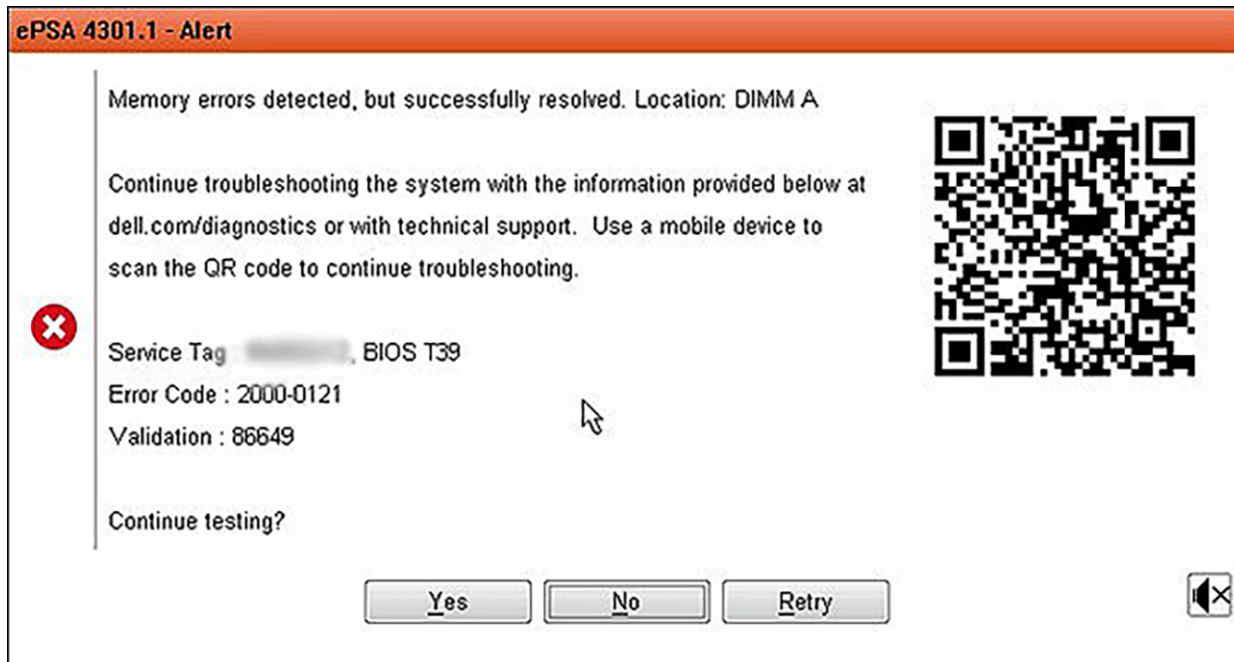 ePSA 4301.1 - Alert
Memory errors detected, but successfully resolved. Location: DIMM A
Continue troubleshooting the system with the information provided below at
dell.com/diagnostics or with technical support.  Use a mobile device to
scan the QR code to continue troubleshooting.
Service Tag : , BIOS T39
Error Code : 2000-0121
Validation : 86649
Continue testing?
Yes
No
Retry